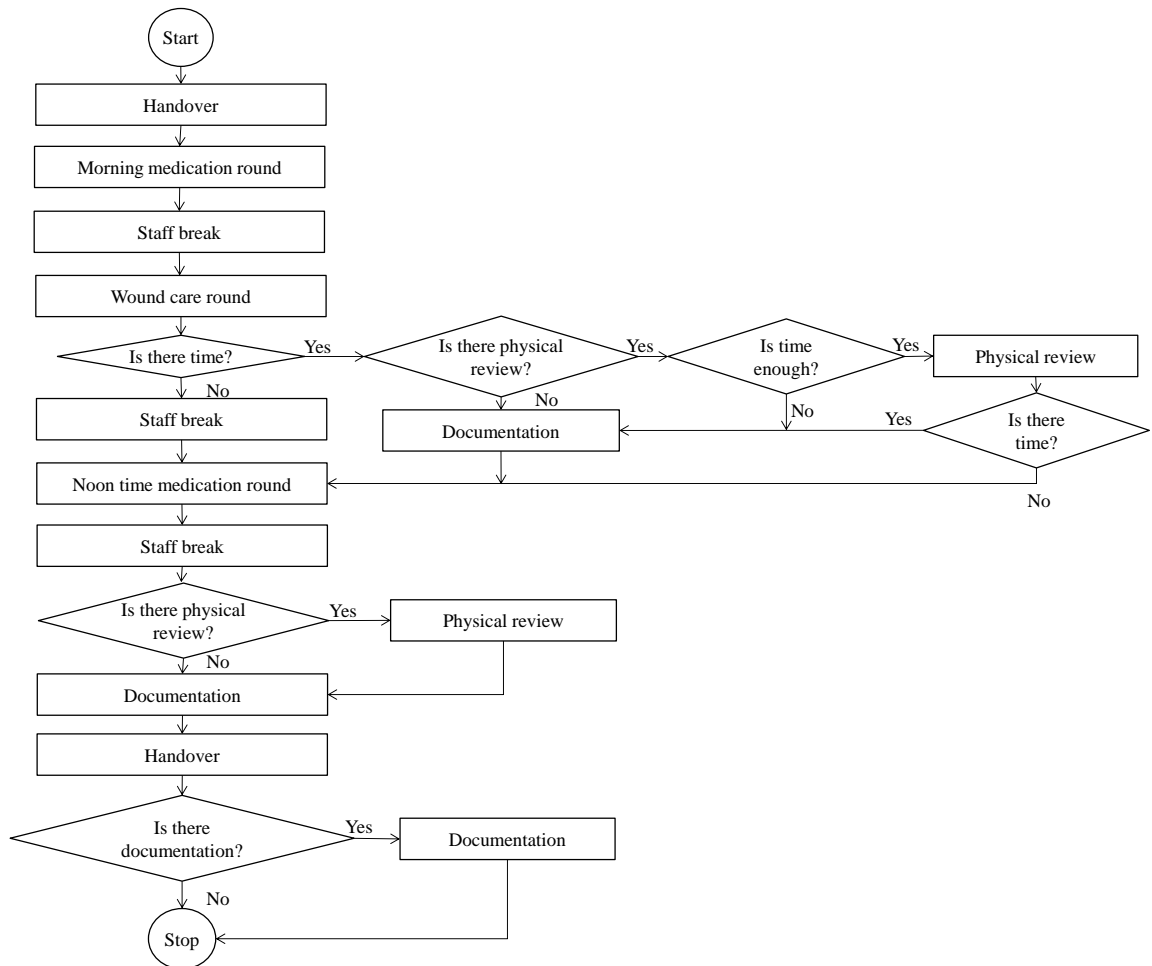 Start
Handover
Morning medication round
Staff break
Wound care round
Is there time?
Yes
Is there physical
review?
Yes
Is time
enough?
Yes
Physical review
No
No
No
Staff break
Documentation
Yes
Is there
time?
Noon time medication round
No
Staff break
Is there physical
review?
Yes
Physical review
No
Documentation
Handover
Is there
documentation?
Yes
Documentation
No
Stop